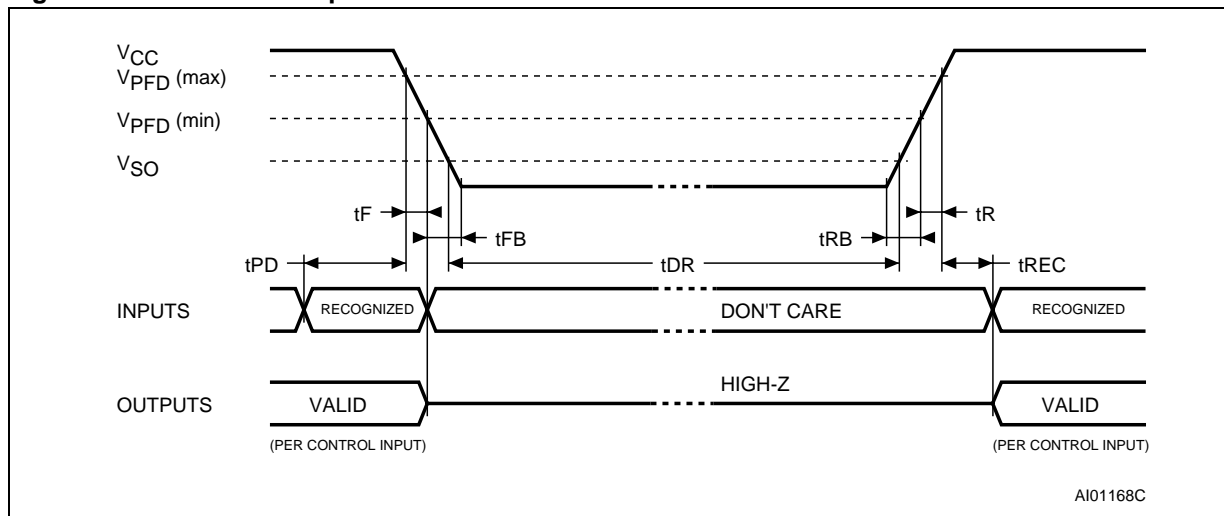 VCC
VPFD (max)
VPFD (min)
VSO
tF
tFB
tR
tRB
tPD
tDR
tREC
INPUTS
RECOGNIZED
DON'T CARE
RECOGNIZED
HIGH-Z
OUTPUTS
VALID
VALID
(PER CONTROL INPUT)
(PER CONTROL INPUT)
AI01168C